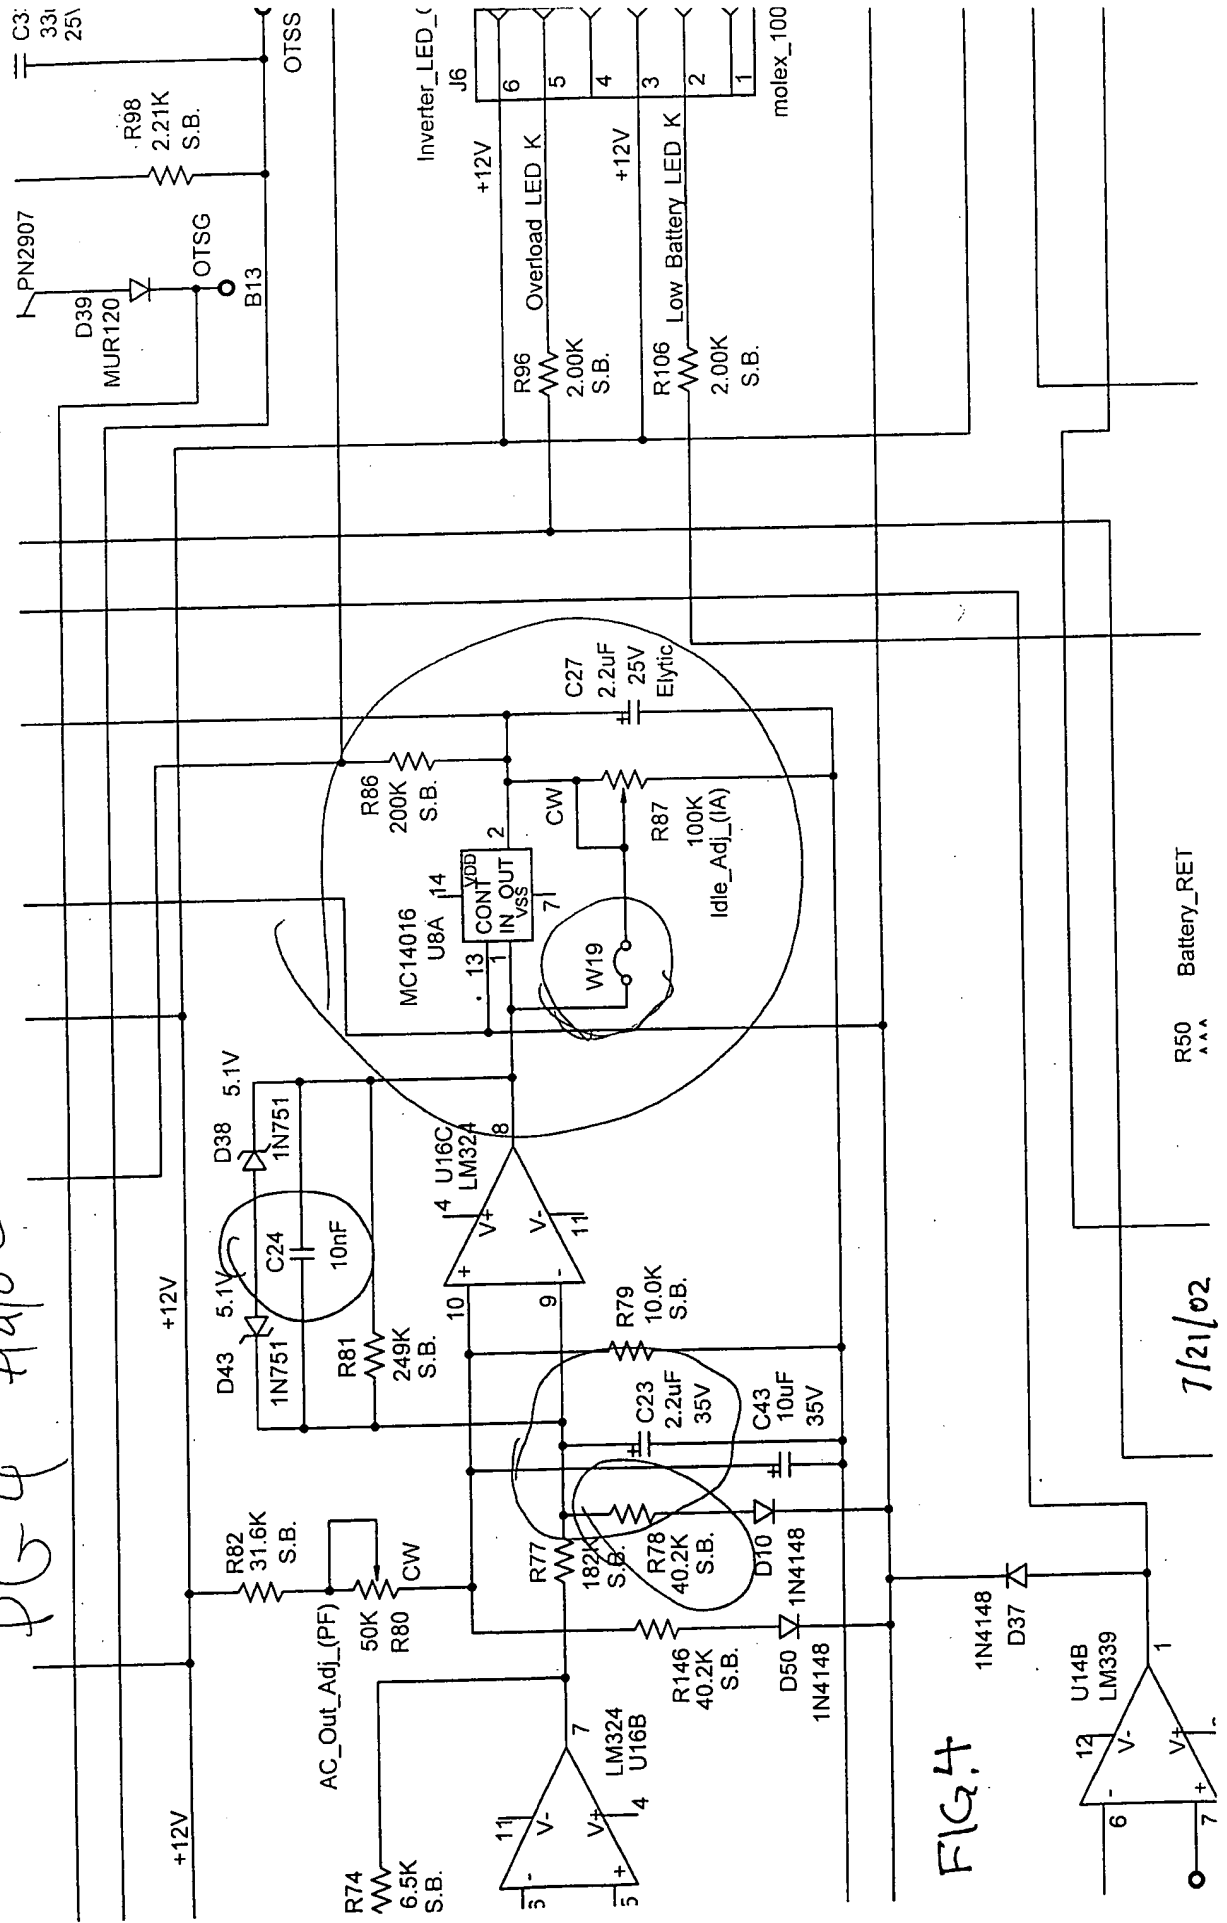 33u
25V
R98
2.21K
S.B.
OTSS
PN2907
D39
MUR120
OTSG
B13
Inverter_LED_
J6
6
5
4
3
2
1
molex_100
+12V
Overload LED K
+12V
Low Battery LED K
R96
2.00K
S.B.
R106
2.00K
S.B.
C27
2.2uF
25V
Elytic
R86
200K
S.B.
CW
R87
100K
Idle_Adj_(IA)
2
14
VDD
CONT
IN OUT
VSS
7
MC14016
U8A
13
1
W19
D38
5.1V
1N751
C24
10nF
D43
5.1V
1N751
R81
249K
S.B.
U16C
LM324
8
4
V+
V-
11
+
-
10
9
R79
10.0K
S.B.
C23
2.2uF
35V
C43
10uF
35V
+12V
R82
31.6K
S.B.
AC_Out_Adj_(PF)
50K
R80
CW
R77
182K
S.B.
R78
40.2K
S.B.
D10
1N4148
R146
40.2K
S.B.
D50
1N4148
+12V
R74
6.5K
S.B.
11
V-
V+
4
-
+
5
7
LM324
U16B
1N4148
D37
U14B
LM339
1
12
V-
V+
-
+
6
7
R50
Battery_RET
7/21/02
FIG.4